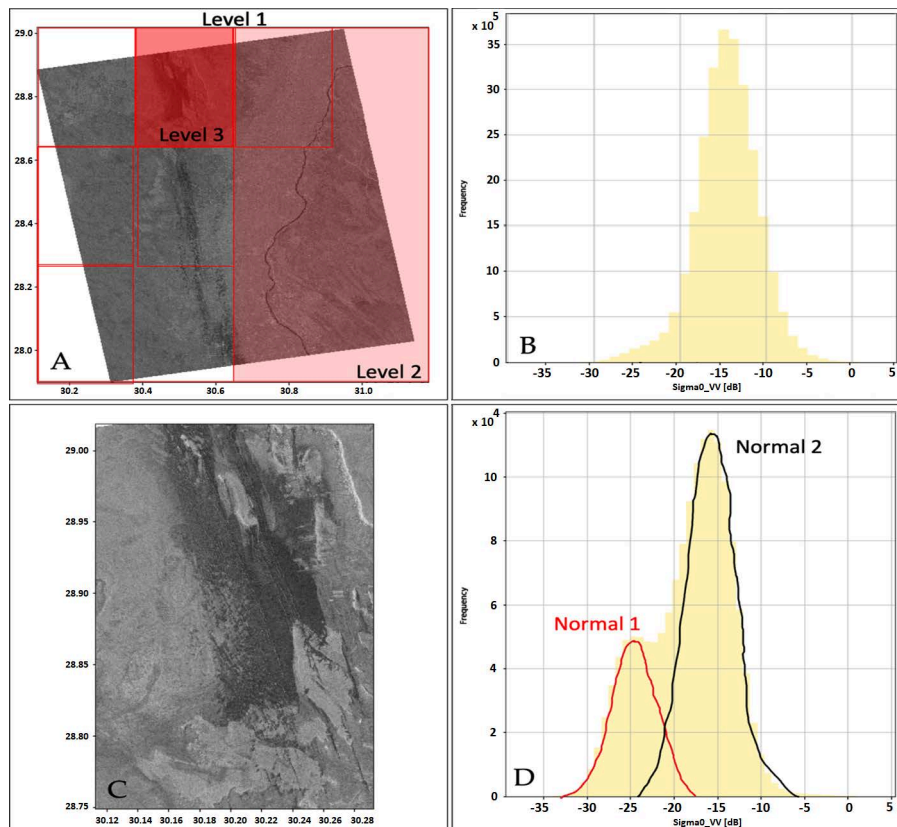 Level 1
29.0
28.8
28.6
28.4
28.2
28.0
Level 3
A
Level 2
30.2 30.4 30.6 30.8 31.0
x 10
35
30
25
20
15
10
5
0
Frequency
B
-35 -30 -25 -20 -15 -10 -5 0
Sigma0_VV [dB]
29.00
28.95
28.90
28.85
28.80
28.75
C
30.12 30.14 30.16 30.18 30.20 30.22 30.24 30.26 30.28
x 10
4
10
8
6
4
2
0
Frequency
Normal 2
Normal 1
D
-35 -30 -25 -20 -15 -10 -5 0
Sigma0_VV [dB]